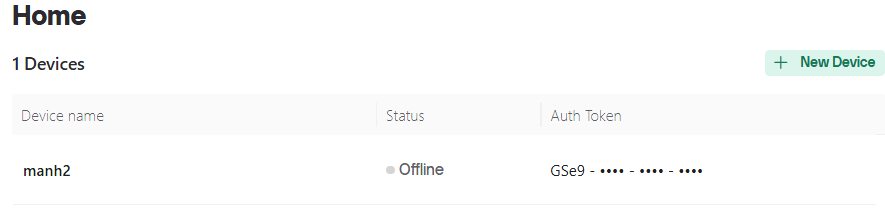 Home
1 Devices
+ New Device
Device name Status Auth Token
manh2 Offline GSe9 - •••• - •••• - ••••